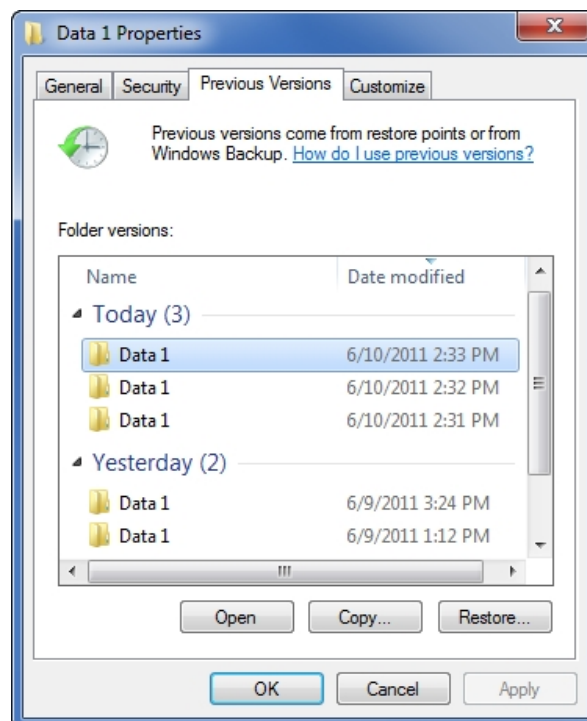 Data 1 Properties
General Security Previous Versions Customize
Previous versions come from restore points or from
Windows Backup. How do I use previous versions?
Folder versions:
Name Date modified
Today (3)
Data 1 6/10/2011 2:33 PM
Data 1 6/10/2011 2:32 PM
Data 1 6/10/2011 2:31 PM
Yesterday (2)
Data 1 6/9/2011 3:24 PM
Data 1 6/9/2011 1:12 PM
Open Copy... Restore...
OK Cancel Apply